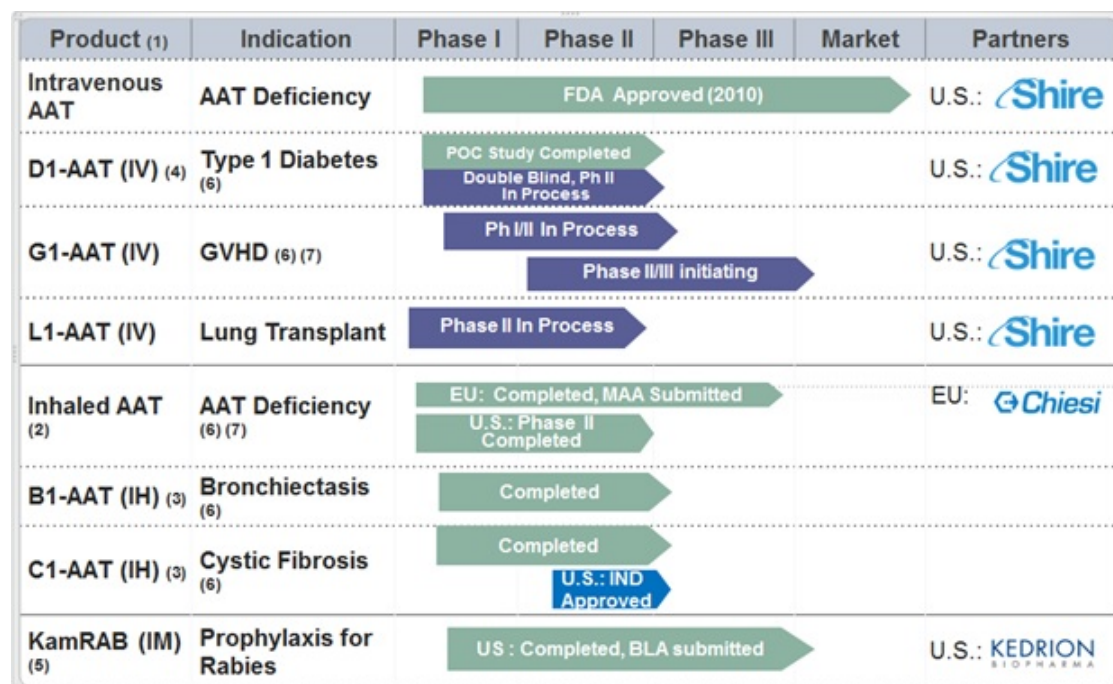 Product (1) Indication Phase I Phase II Phase III Market Partners
Intravenous
AAT
AAT Deficiency
FDA Approved (2010)
U.S.: Shire
D1-AAT (IV) (4)
Type 1 Diabetes
(6)
POC Study Completed
Double Blind, Ph II
In Process
U.S.: Shire
G1-AAT (IV)
GVHD (6) (7)
Ph I/II In Process
Phase II/III initiating
U.S.: Shire
L1-AAT (IV)
Lung Transplant
Phase II In Process
U.S.: Shire
Inhaled AAT
(2)
AAT Deficiency
(6) (7)
EU: Completed, MAA Submitted
U.S.: Phase II
Completed
EU: Chiesi
B1-AAT (IH) (3)
Bronchiectasis
(6)
Completed
C1-AAT (IH) (3)
Cystic Fibrosis
(6)
Completed
U.S.: IND
Approved
KamRAB (IM)
(5)
Prophylaxis for
Rabies
US : Completed, BLA submitted
U.S.: KEDRION
BIOPHARMA